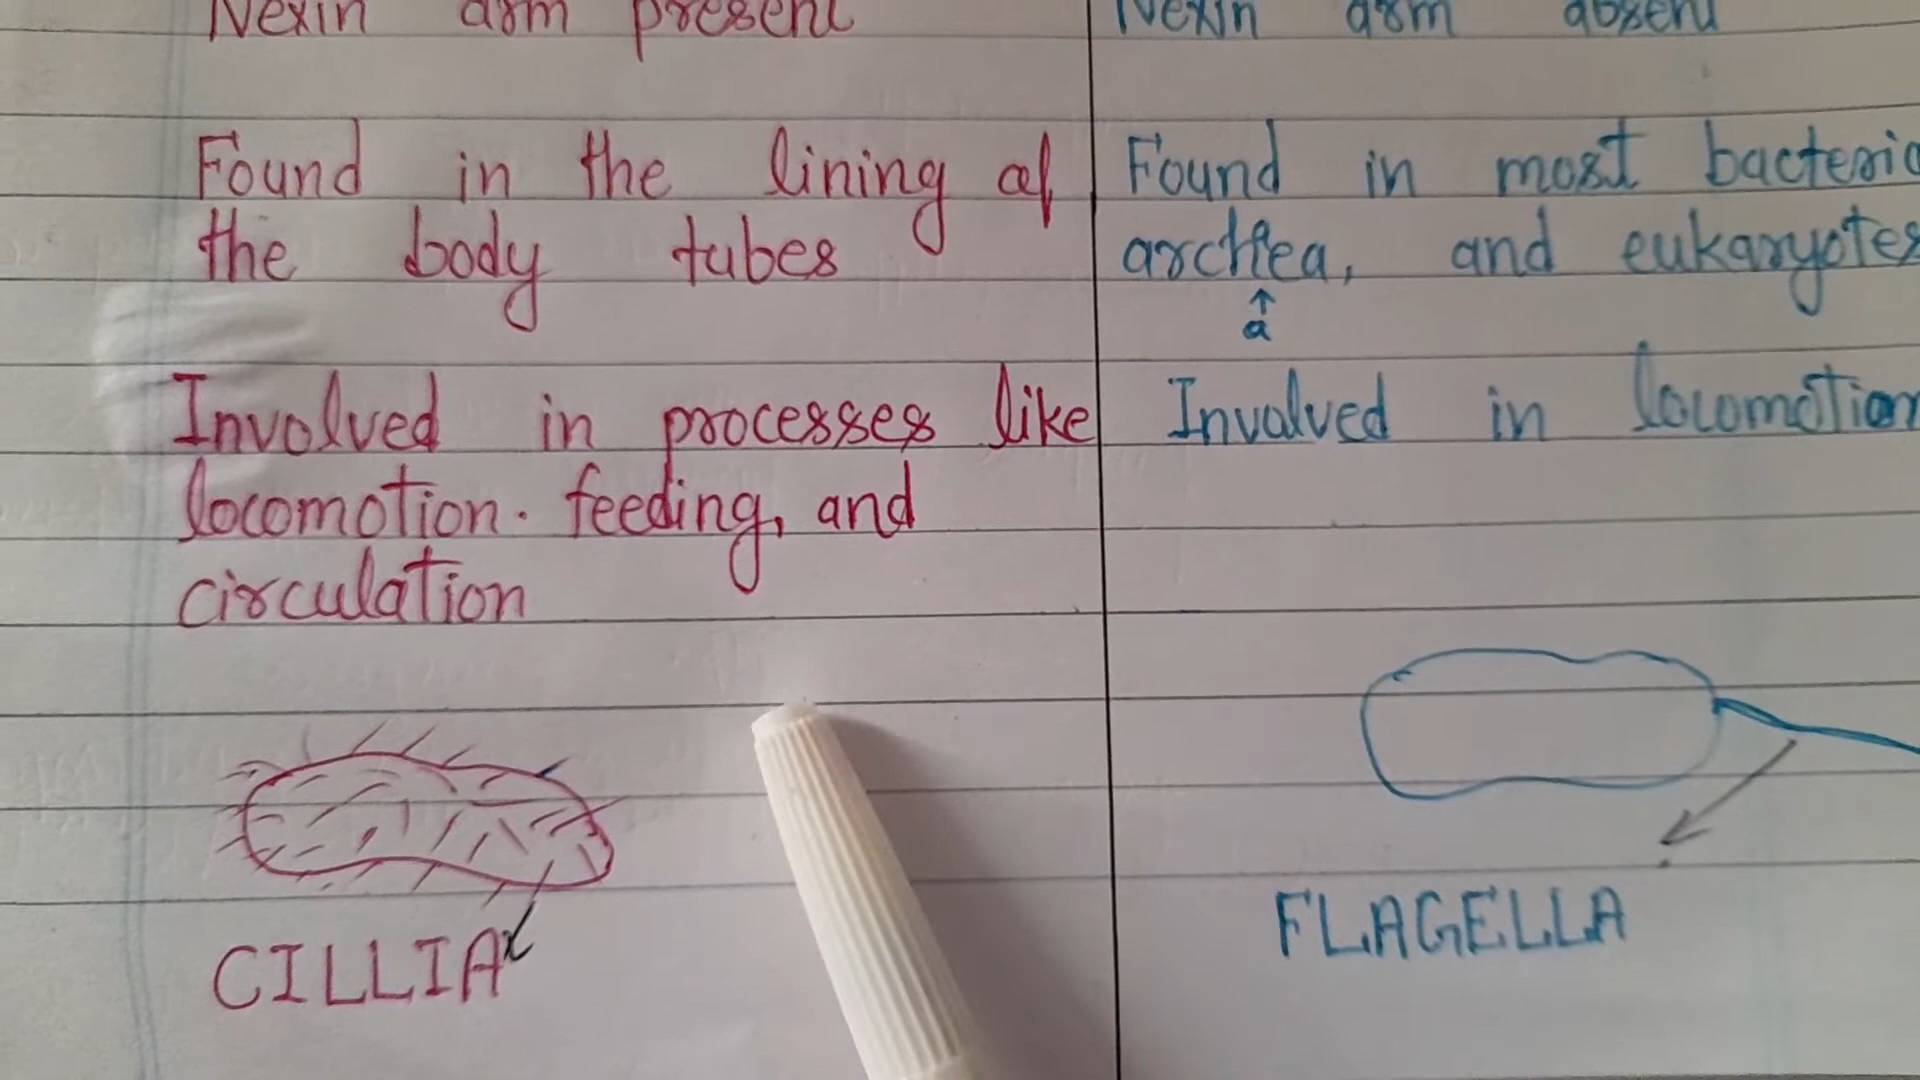 Nexin arm present
Found in the lining of
the body tubes
Involved in processes like
locomotion. feeding, and
circulation
CILLIA
Nexin arm absent
Found in most bacteria
archea, and eukaryotes
a
Involved in locomotion
FLAGELLA